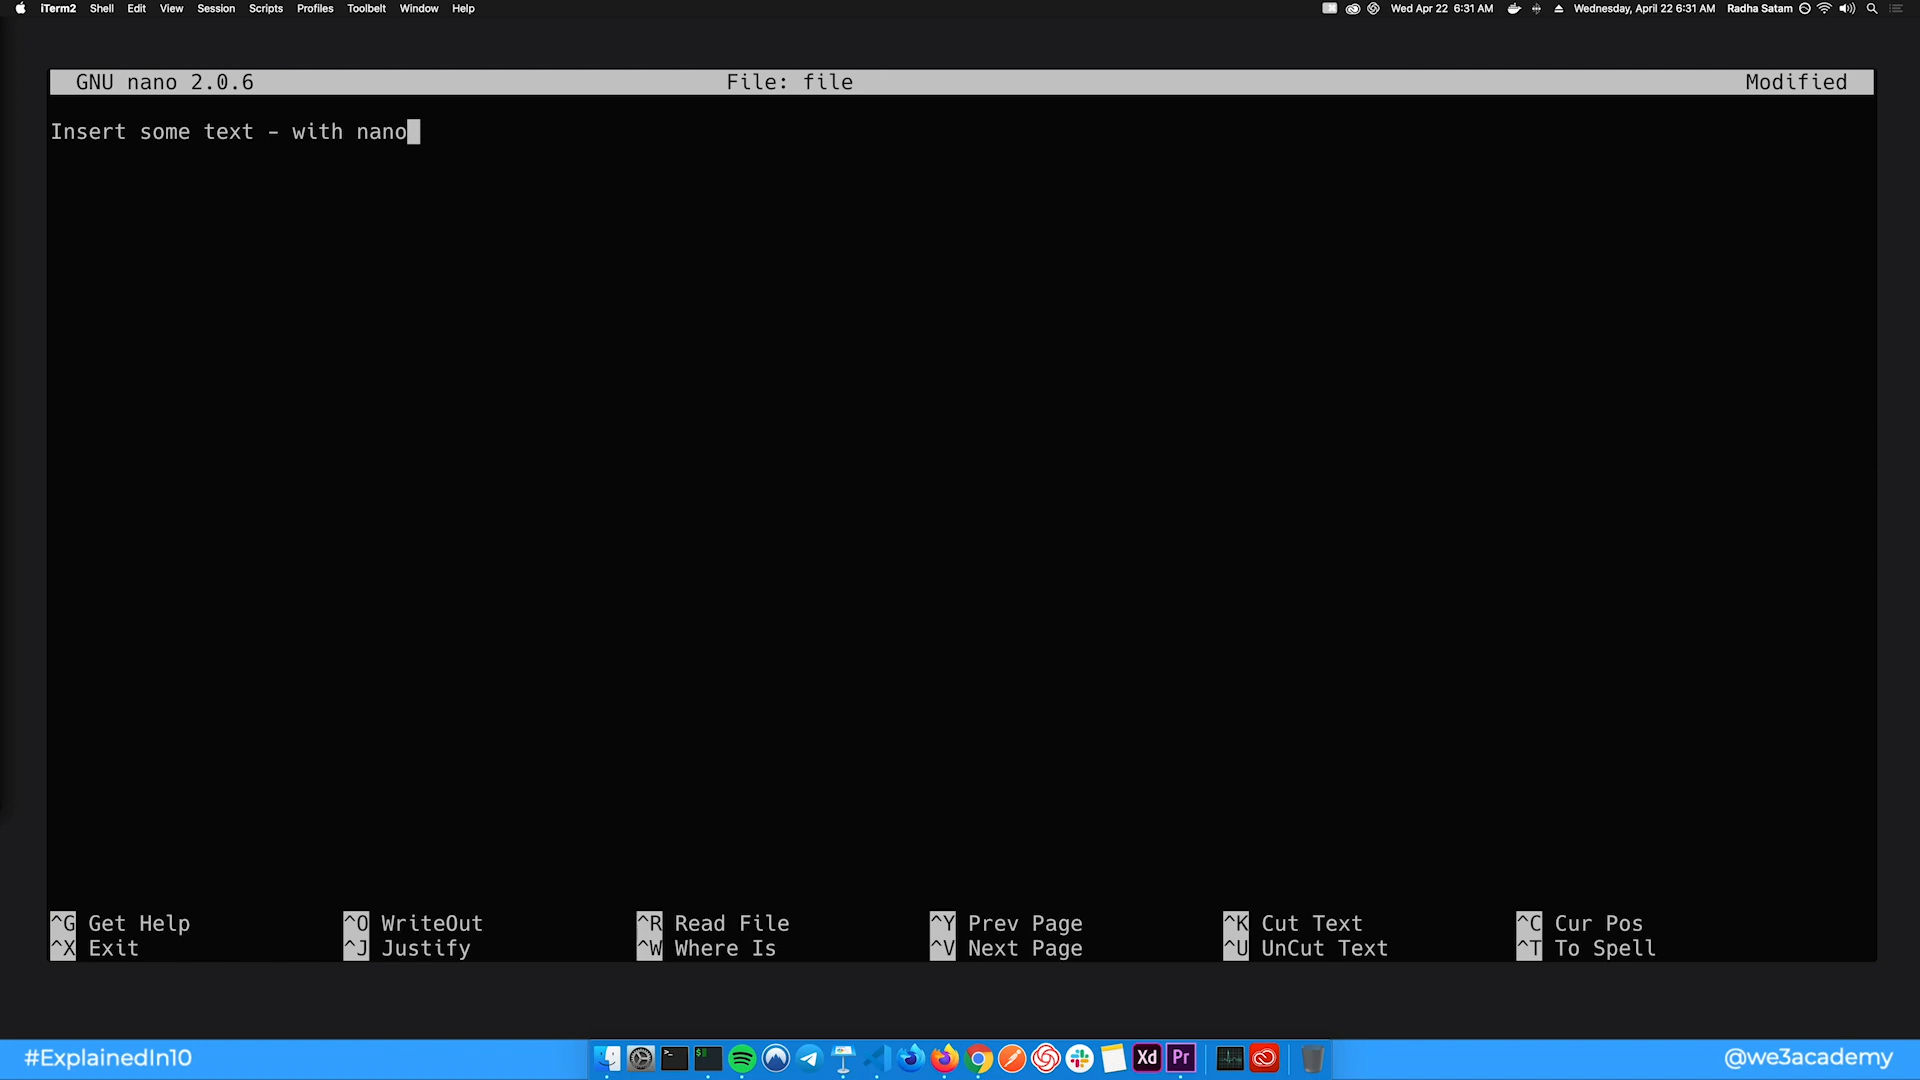 iTerm2 Shell Edit View Session Scripts Profiles Toolbelt Window Help Wed Apr 22 6:31 AM Wednesday, April 22 6:31 AM Radha Satam
GNU nano 2.0.6 File: file Modified
Insert some text - with nano
^G Get Help ^O WriteOut ^R Read File ^Y Prev Page ^K Cut Text ^C Cur Pos
^X Exit ^J Justify ^W Where Is ^V Next Page ^U UnCut Text ^T To Spell
#ExplainedIn10 Xd Pr @we3academy